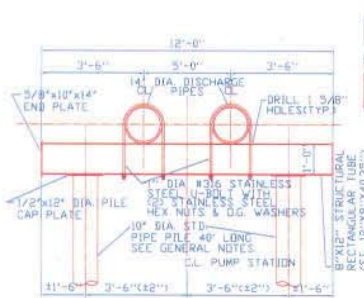 12'-0"
3'-6" 5'-0" 3'-6"
14" DIA. DISCHARGE
PIPES
CL CL
5/8"x10"x14"
END PLATE
DRILL 1 5/8"
HOLES(TYP.)
1'-0"
1" DIA #316 STAINLESS
STEEL U-BOLT WITH
(2) STAINLESS STEEL
HEX NUTS & O.G. WASHERS
1/2"x12" DIA. PILE
CAP PLATE
10" DIA. STD.
PIPE PILE 40' LONG
SEE GENERAL NOTES
C.L. PUMP STATION
±1'-6" 3'-6"(±2") 3'-6"(±2") ±1'-6"
8"X12" STRUCTURAL
RECTANGULAR TUBE